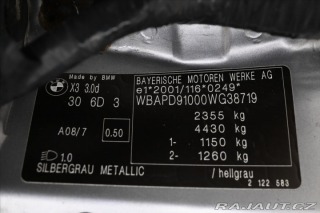 Made by BMW
X3 3.0d
30 6D 3
A08/7 0.50
1.0
SILBERGRAU METALLIC
BAYERISCHE MOTOREN WERKE AG
e1*2001/116*0249*
WBAPD91000WG38719
2355 kg
4430 kg
1- 1150 kg
2- 1260 kg
/hellgrau
2 122 583
RAJAUT.CZ